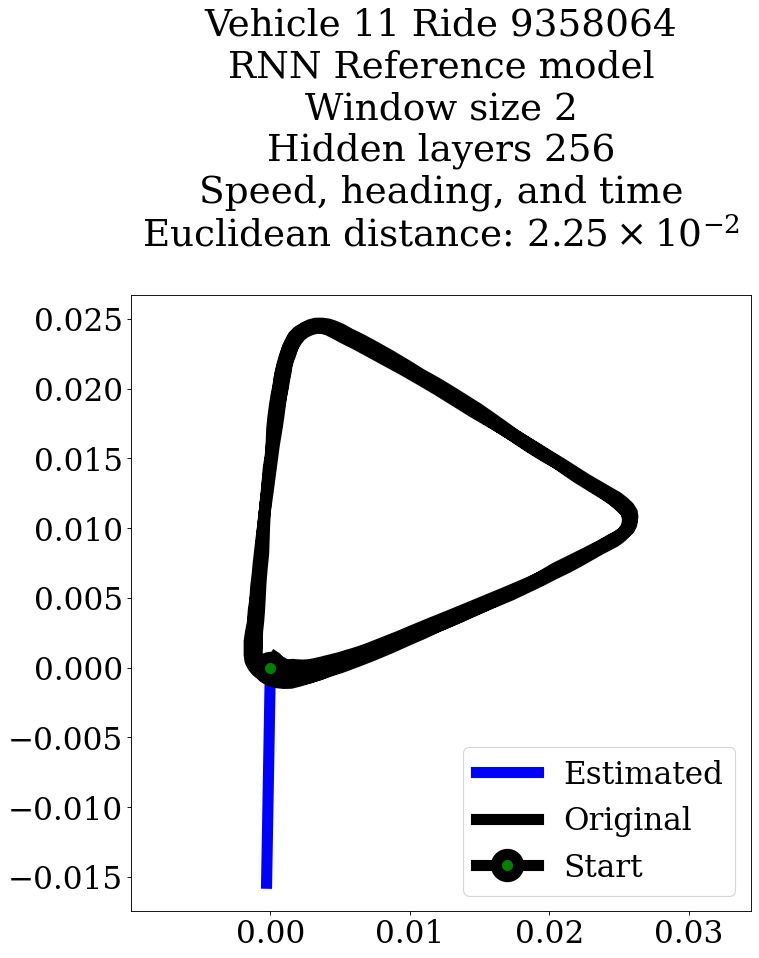 Vehicle 11 Ride 9358064
RNN Reference model
Window size 2
Hidden layers 256
Speed, heading, and time
Euclidean distance: 2.25 × 10⁻²
0.025
0.020
0.015
0.010
0.005
0.000
−0.005
−0.010
−0.015
Estimated
Original
Start
0.00 0.01 0.02 0.03